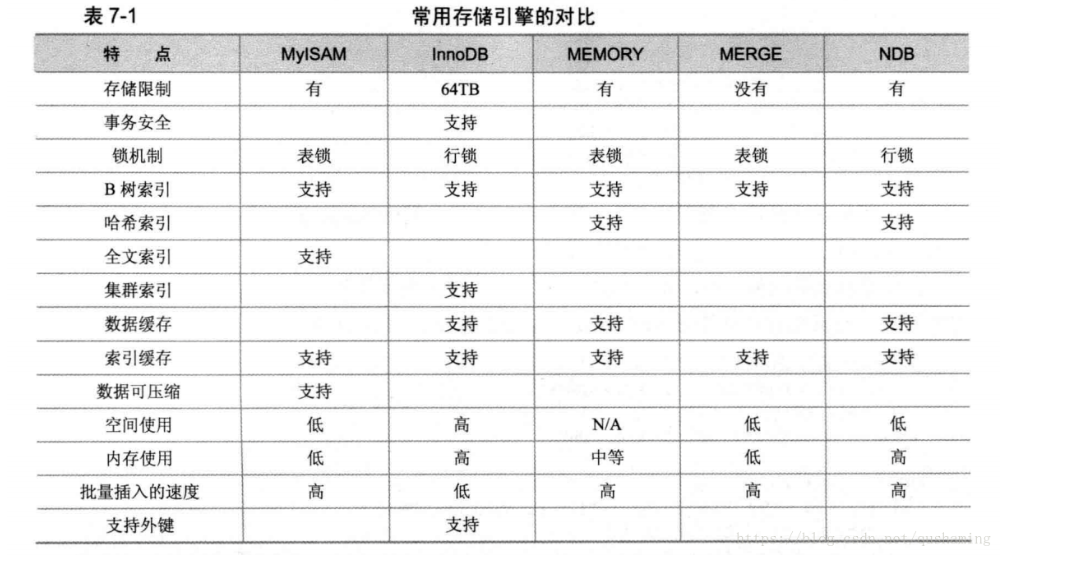 表 7-1 常用存储引擎的对比
特 点 MyISAM InnoDB MEMORY MERGE NDB
存储限制 有 64TB 有 没有 有
事务安全 支持
锁机制 表锁 行锁 表锁 表锁 行锁
B 树索引 支持 支持 支持 支持 支持
哈希索引 支持 支持
全文索引 支持
集群索引 支持
数据缓存 支持 支持 支持
索引缓存 支持 支持 支持 支持 支持
数据可压缩 支持
空间使用 低 高 N/A 低 低
内存使用 低 高 中等 低 高
批量插入的速度 高 低 高 高 高
支持外键 支持
https://blog.csdn.net/qushaming